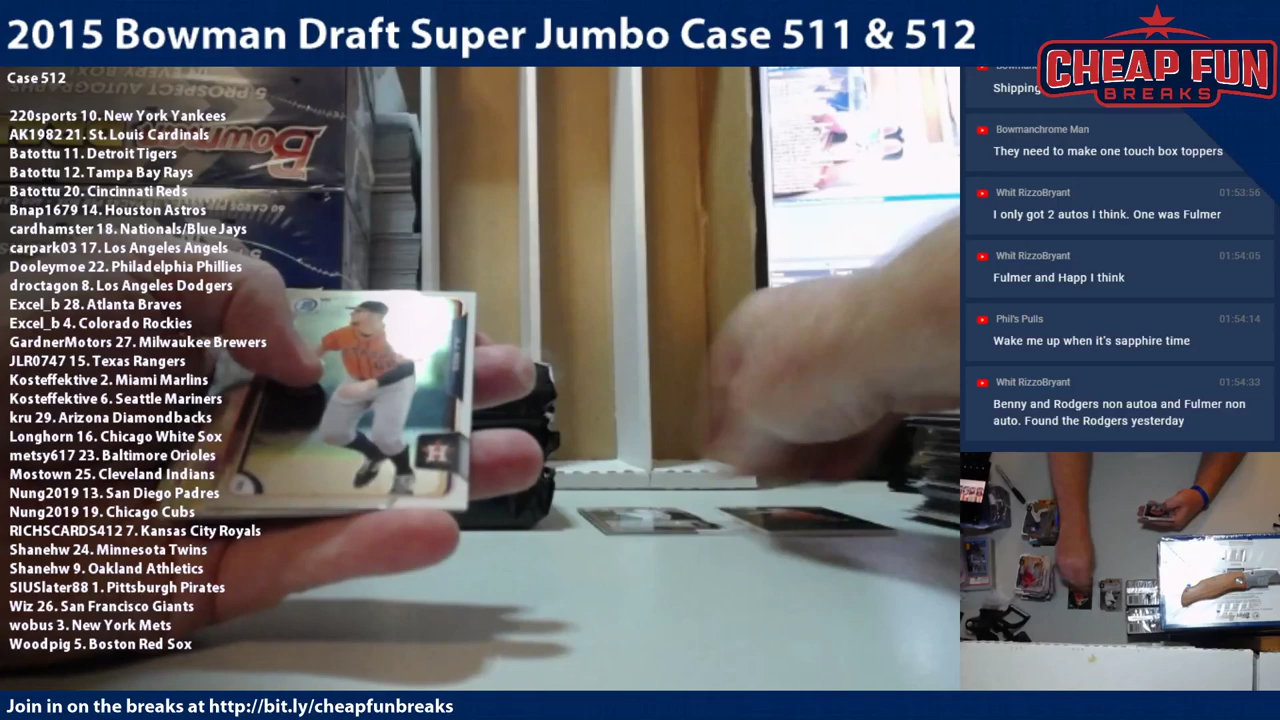 2015 Bowman Draft Super Jumbo Case 511 & 512
CHEAP FUN
BREAKS
Case 512
220sports 10. New York Yankees
AK1982 21. St. Louis Cardinals
Batottu 11. Detroit Tigers
Batottu 12. Tampa Bay Rays
Batottu 20. Cincinnati Reds
Bnap1679 14. Houston Astros
cardhamster 18. Nationals/Blue Jays
carpark03 17. Los Angeles Angels
Dooleymoe 22. Philadelphia Phillies
droctagon 8. Los Angeles Dodgers
Excel_b 28. Atlanta Braves
Excel_b 4. Colorado Rockies
GardnerMotors 27. Milwaukee Brewers
JLR0747 15. Texas Rangers
Kosteffektive 2. Miami Marlins
Kosteffektive 6. Seattle Mariners
kru 29. Arizona Diamondbacks
Longhorn 16. Chicago White Sox
metsy617 23. Baltimore Orioles
Mostown 25. Cleveland Indians
Nung2019 13. San Diego Padres
Nung2019 19. Chicago Cubs
RICHSCARDS412 7. Kansas City Royals
Shanehw 24. Minnesota Twins
Shanehw 9. Oakland Athletics
SIUSlater88 1. Pittsburgh Pirates
Wiz 26. San Francisco Giants
wobus 3. New York Mets
Woodpig 5. Boston Red Sox
5 PROSPECT AUTOGRAPHS
IN EVERY BOX
Bowman
H
Shipping
Bowmanchrome Man
They need to make one touch box toppers
Whit RizzoBryant 01:53:56
I only got 2 autos I think. One was Fulmer
Whit RizzoBryant 01:54:05
Fulmer and Happ I think
Phil's Pulls 01:54:14
Wake me up when it's sapphire time
Whit RizzoBryant 01:54:33
Benny and Rodgers non autoa and Fulmer non
auto. Found the Rodgers yesterday
Join in on the breaks at http://bit.ly/cheapfunbreaks